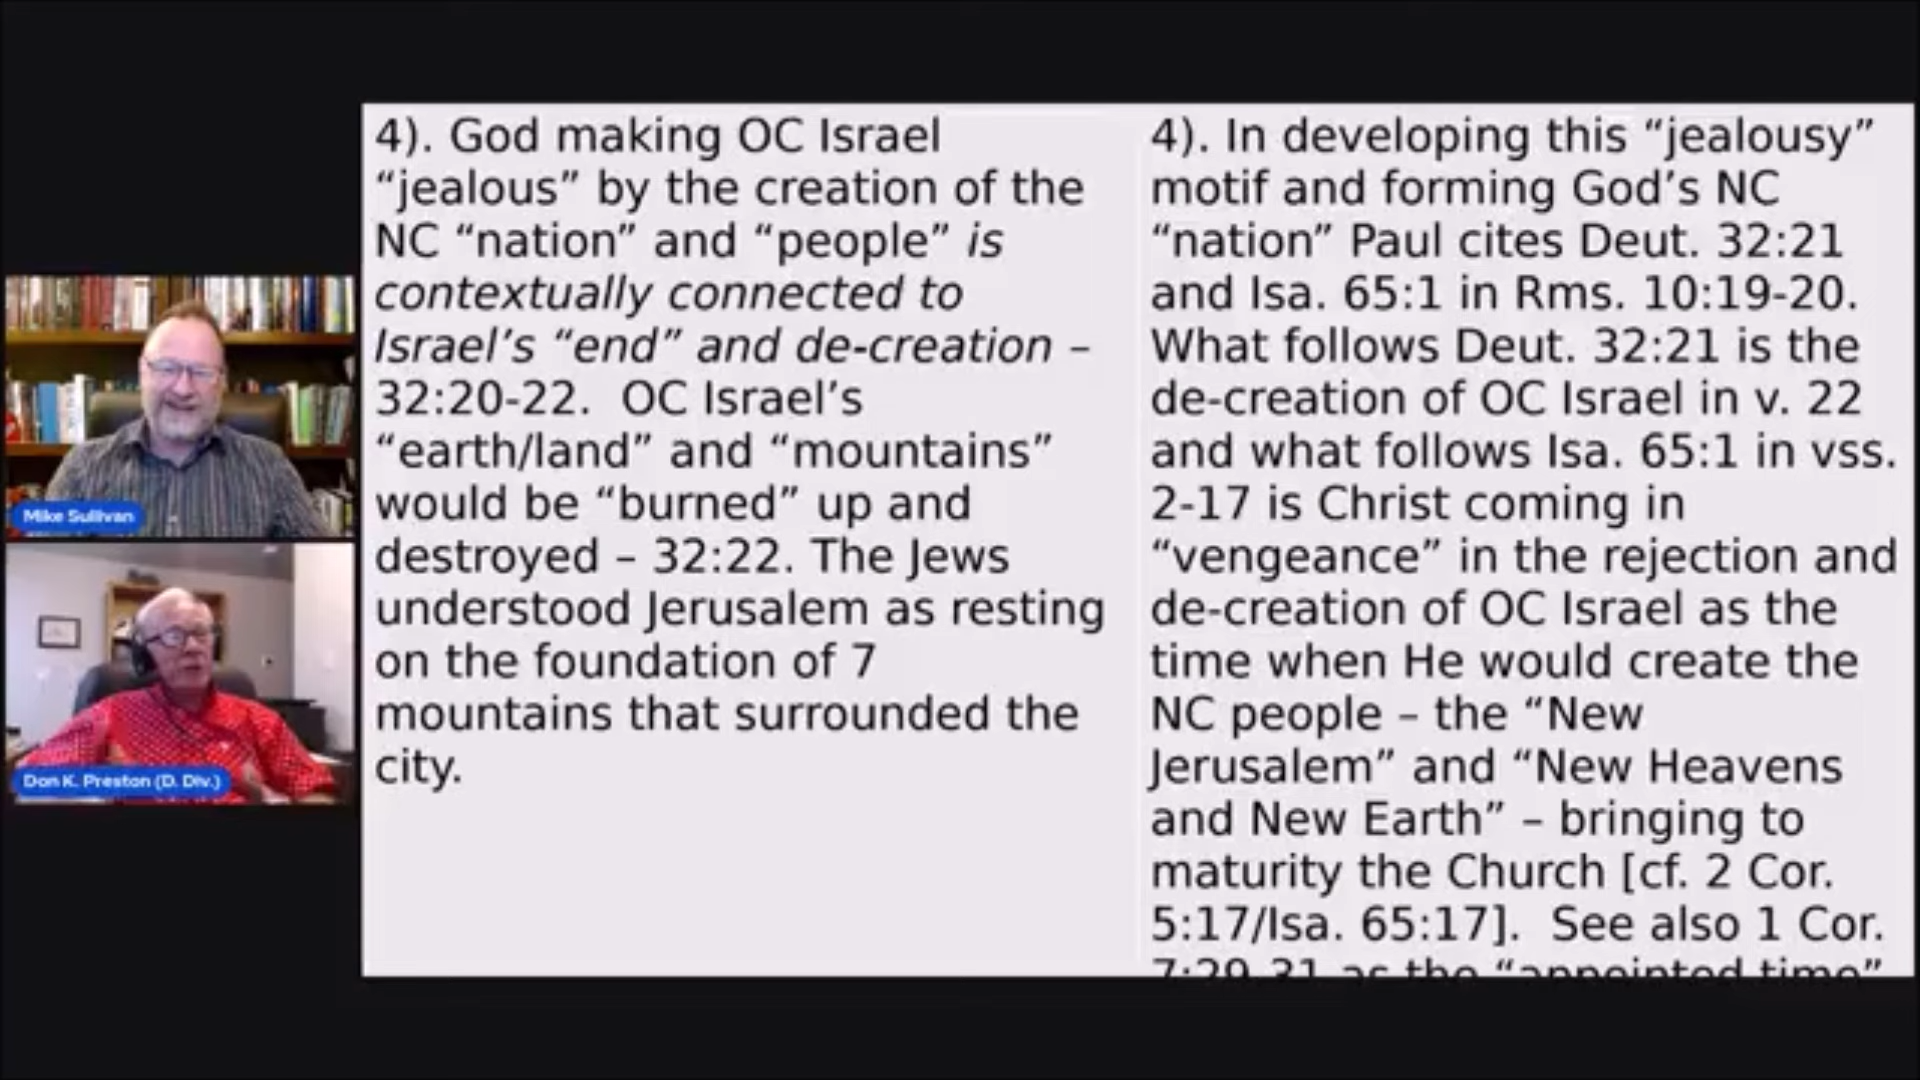 4). God making OC Israel
“jealous” by the creation of the
NC “nation” and “people” is
contextually connected to
Israel’s “end” and de-creation –
32:20-22.  OC Israel’s
“earth/land” and “mountains”
would be “burned” up and
destroyed – 32:22. The Jews
understood Jerusalem as resting
on the foundation of 7
mountains that surrounded the
city.
4). In developing this “jealousy”
motif and forming God’s NC
“nation” Paul cites Deut. 32:21
and Isa. 65:1 in Rms. 10:19-20.
What follows Deut. 32:21 is the
de-creation of OC Israel in v. 22
and what follows Isa. 65:1 in vss.
2-17 is Christ coming in
“vengeance” in the rejection and
de-creation of OC Israel as the
time when He would create the
NC people – the “New
Jerusalem” and “New Heavens
and New Earth” – bringing to
maturity the Church [cf. 2 Cor.
5:17/Isa. 65:17].  See also 1 Cor.
7:29-31 as the “appointed time”
Mike Sullivan
Don K. Preston (D. Div.)